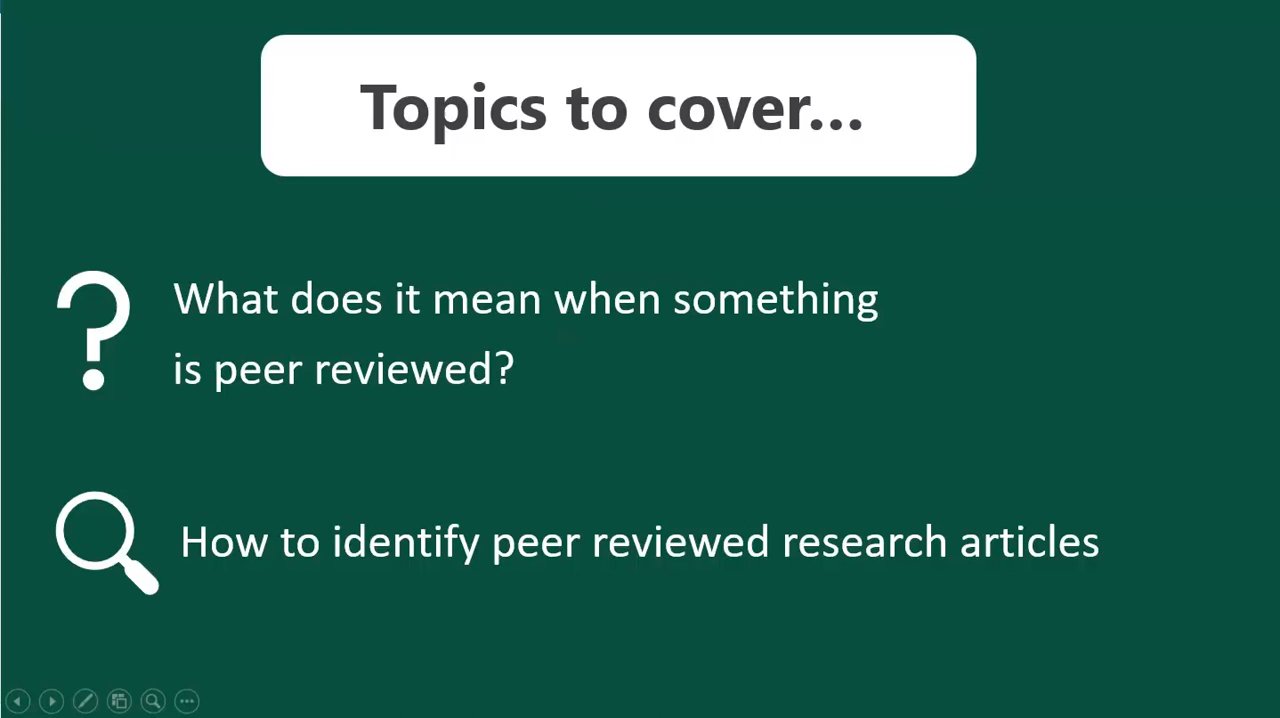 Topics to cover...
What does it mean when something
is peer reviewed?
How to identify peer reviewed research articles